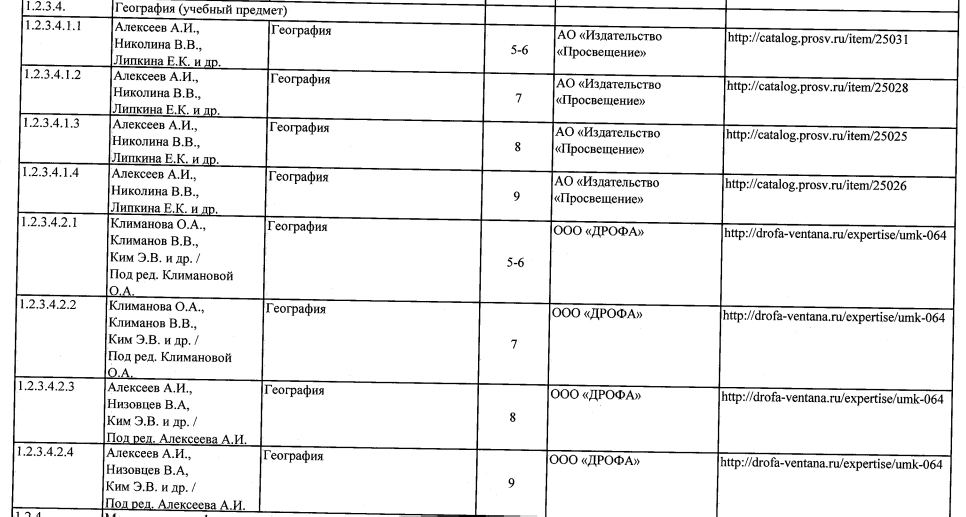 1.2.3.4. География (учебный предмет)
1.2.3.4.1.1 Алексеев А.И., География 5-6 АО «Издательство http://catalog.prosv.ru/item/25031
Николина В.В., «Просвещение»
Липкина Е.К. и др.
1.2.3.4.1.2 Алексеев А.И., География 7 АО «Издательство http://catalog.prosv.ru/item/25028
Николина В.В., «Просвещение»
Липкина Е.К. и др.
1.2.3.4.1.3 Алексеев А.И., География 8 АО «Издательство http://catalog.prosv.ru/item/25025
Николина В.В., «Просвещение»
Липкина Е.К. и др.
1.2.3.4.1.4 Алексеев А.И., География 9 АО «Издательство http://catalog.prosv.ru/item/25026
Николина В.В., «Просвещение»
Липкина Е.К. и др.
1.2.3.4.2.1 Климанова О.А., География 5-6 ООО «ДРОФА» http://drofa-ventana.ru/expertise/umk-064
Климанов В.В.,
Ким Э.В. и др. /
Под ред. Климановой
О.А.
1.2.3.4.2.2 Климанова О.А., География 7 ООО «ДРОФА» http://drofa-ventana.ru/expertise/umk-064
Климанов В.В.,
Ким Э.В. и др. /
Под ред. Климановой
О.А.
1.2.3.4.2.3 Алексеев А.И., География 8 ООО «ДРОФА» http://drofa-ventana.ru/expertise/umk-064
Низовцев В.А,
Ким Э.В. и др. /
Под ред. Алексеева А.И.
1.2.3.4.2.4 Алексеев А.И., География 9 ООО «ДРОФА» http://drofa-ventana.ru/expertise/umk-064
Низовцев В.А,
Ким Э.В. и др. /
Под ред. Алексеева А.И.
1.2.4.